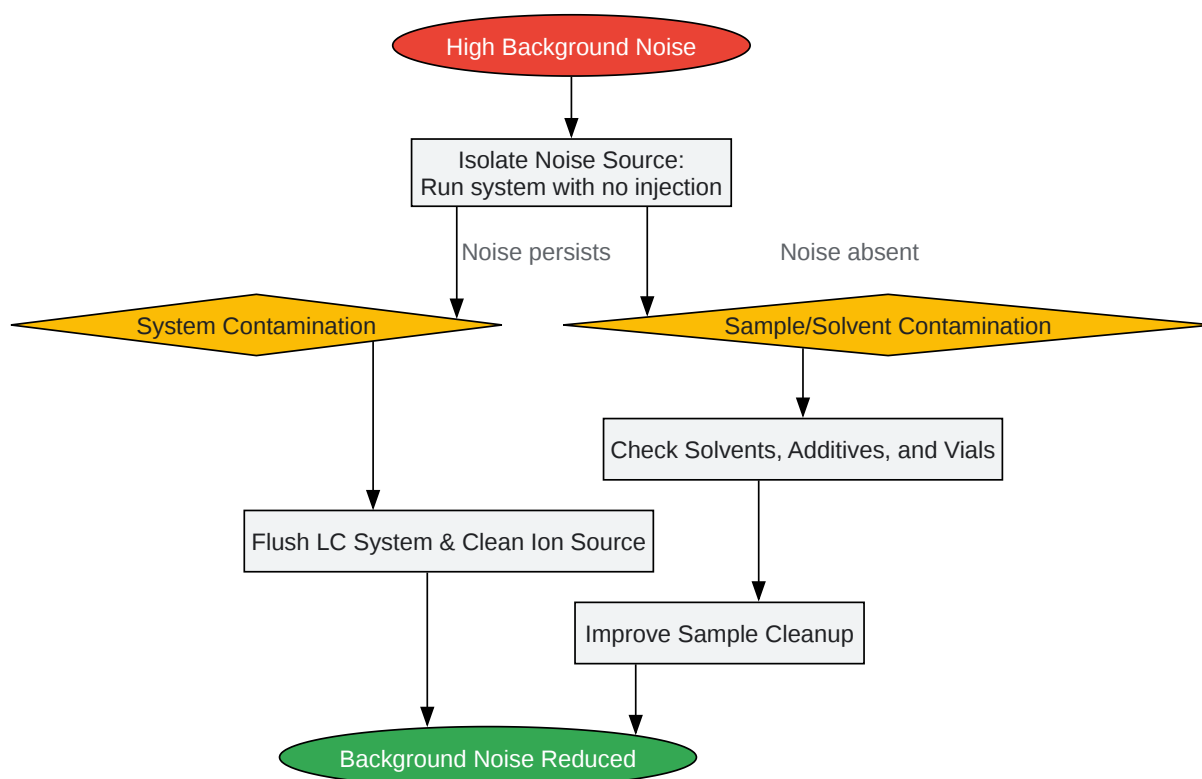 High Background Noise
Isolate Noise Source:
Run system with no injection
Noise persists
Noise absent
System Contamination
Sample/Solvent Contamination
Check Solvents, Additives, and Vials
Flush LC System & Clean Ion Source
Improve Sample Cleanup
Background Noise Reduced